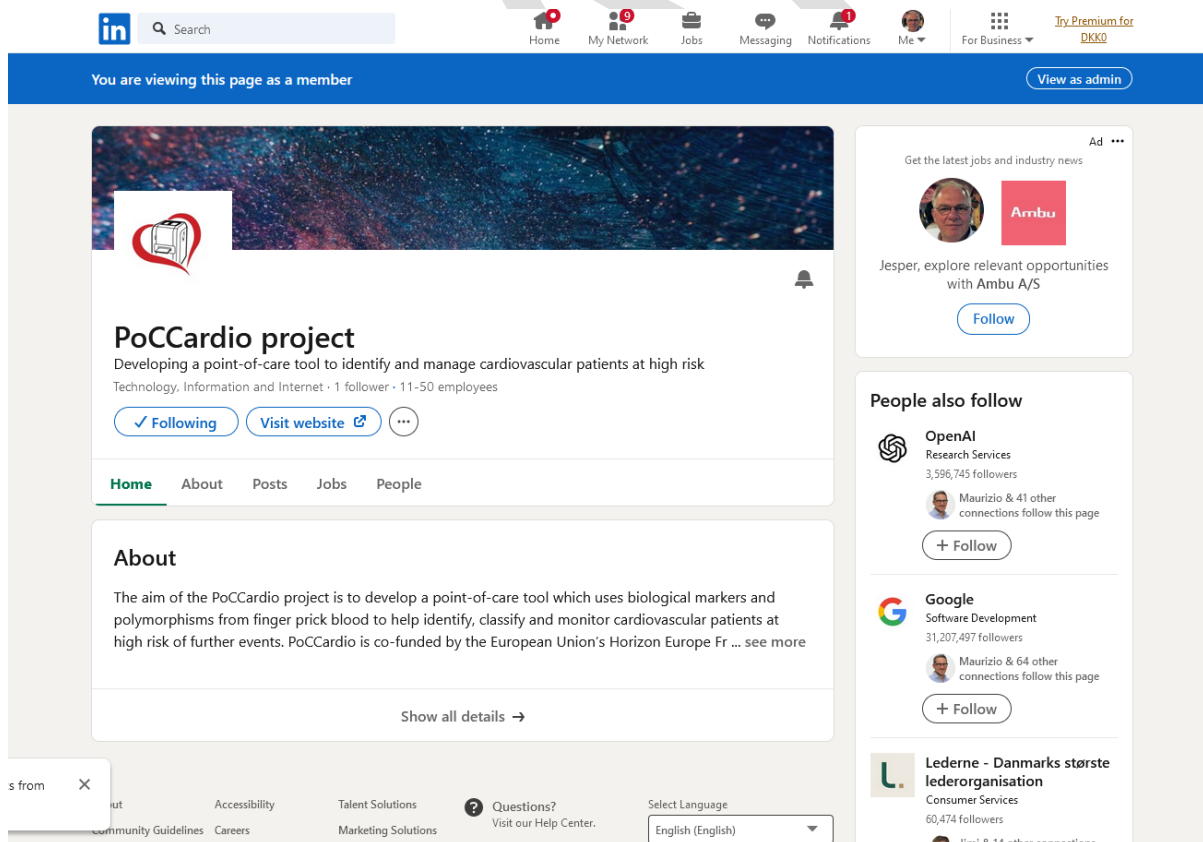 in
Search
Home
9
My Network
Jobs
Messaging
1
Notifications
Me
For Business
Try Premium for
DKK0
You are viewing this page as a member
View as admin
PoCCardio project
Developing a point-of-care tool to identify and manage cardiovascular patients at high risk
Technology, Information and Internet · 1 follower · 11-50 employees
✓ Following
Visit website
Home
About
Posts
Jobs
People
About
The aim of the PoCCardio project is to develop a point-of-care tool which uses biological markers and
polymorphisms from finger prick blood to help identify, classify and monitor cardiovascular patients at
high risk of further events. PoCCardio is co-funded by the European Union's Horizon Europe Fr ... see more
Show all details →
Ad
Get the latest jobs and industry news
Ambu
Jesper, explore relevant opportunities
with Ambu A/S
Follow
People also follow
OpenAI
Research Services
3,596,745 followers
Maurizio & 41 other
connections follow this page
+ Follow
Google
Software Development
31,207,497 followers
Maurizio & 64 other
connections follow this page
+ Follow
L.
Lederne - Danmarks største
lederorganisation
Consumer Services
60,474 followers
s from
Accessibility
Talent Solutions
Questions?
Visit our Help Center.
Select Language
Community Guidelines
Careers
Marketing Solutions
English (English)